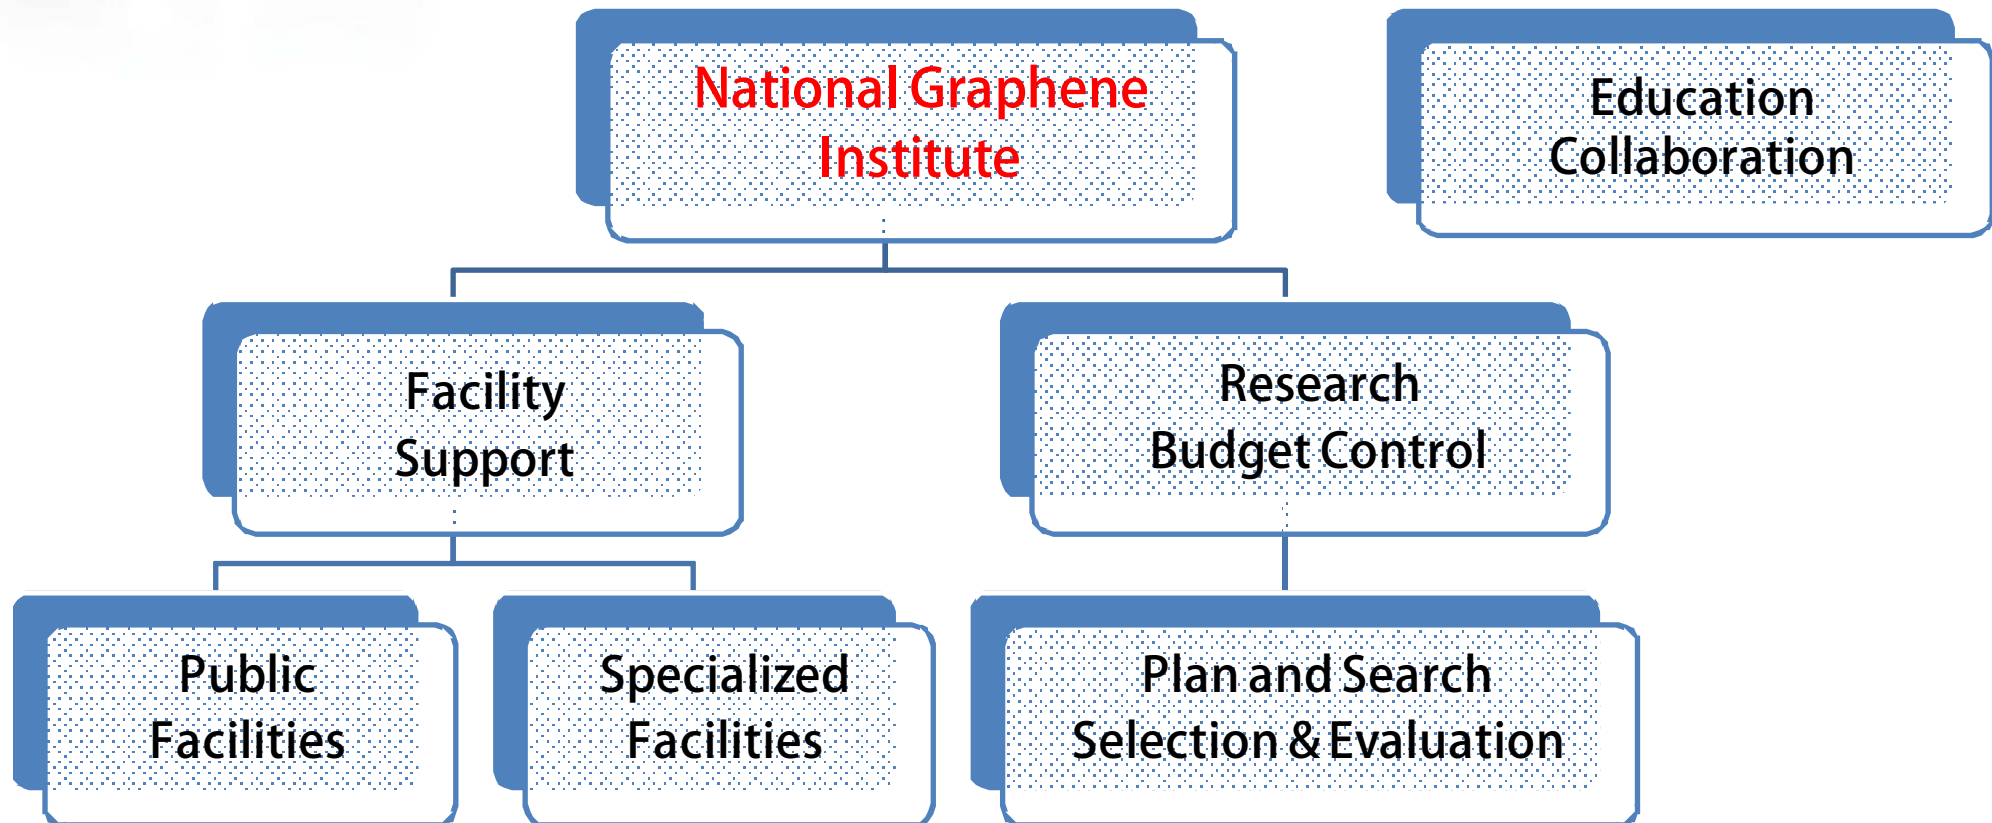 National Graphene
Institute
Education
Collaboration
Facility
Support
Research
Budget Control
Public
Facilities
Specialized
Facilities
Plan and Search
Selection & Evaluation